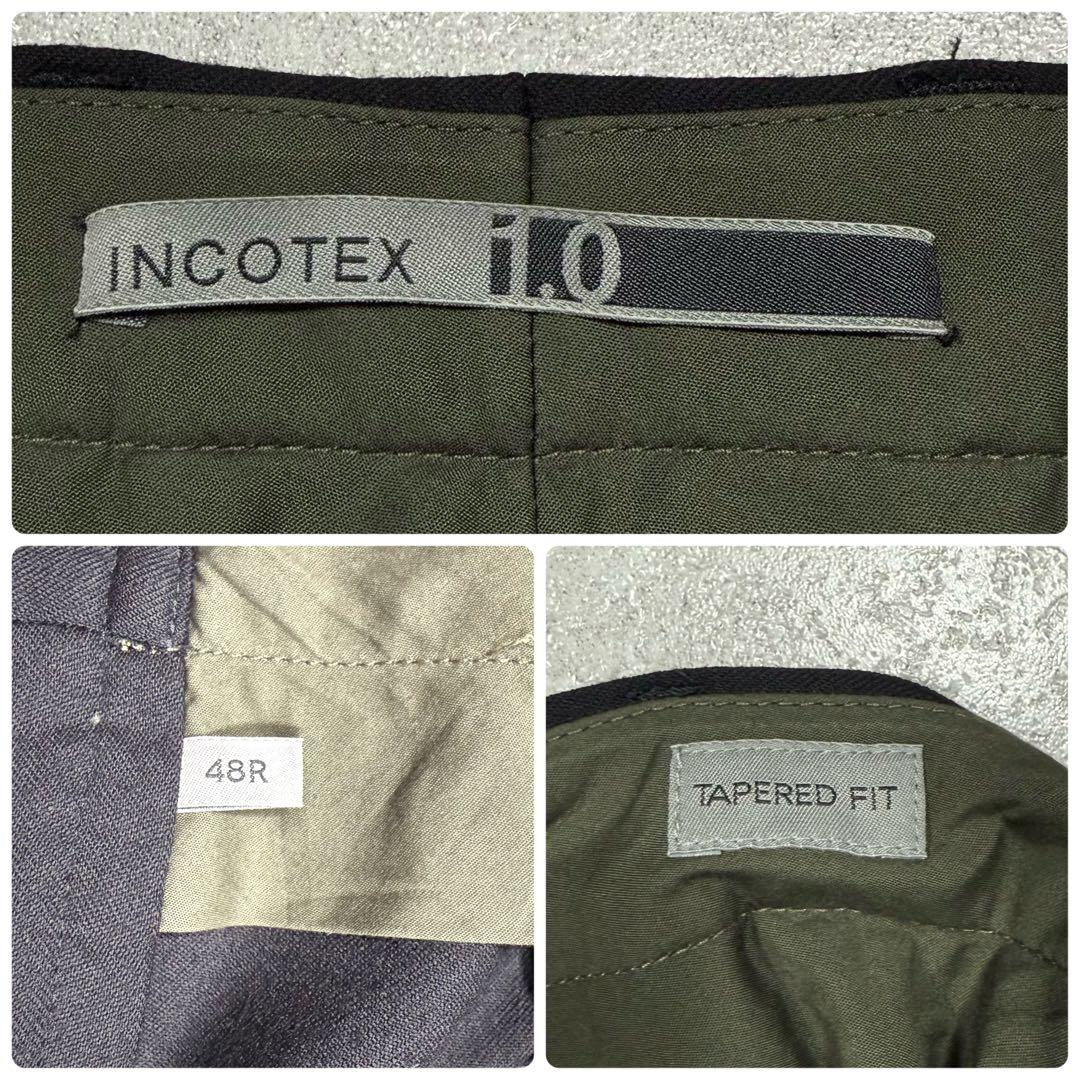 INCOTEX i.0
48R
TAPERED FIT